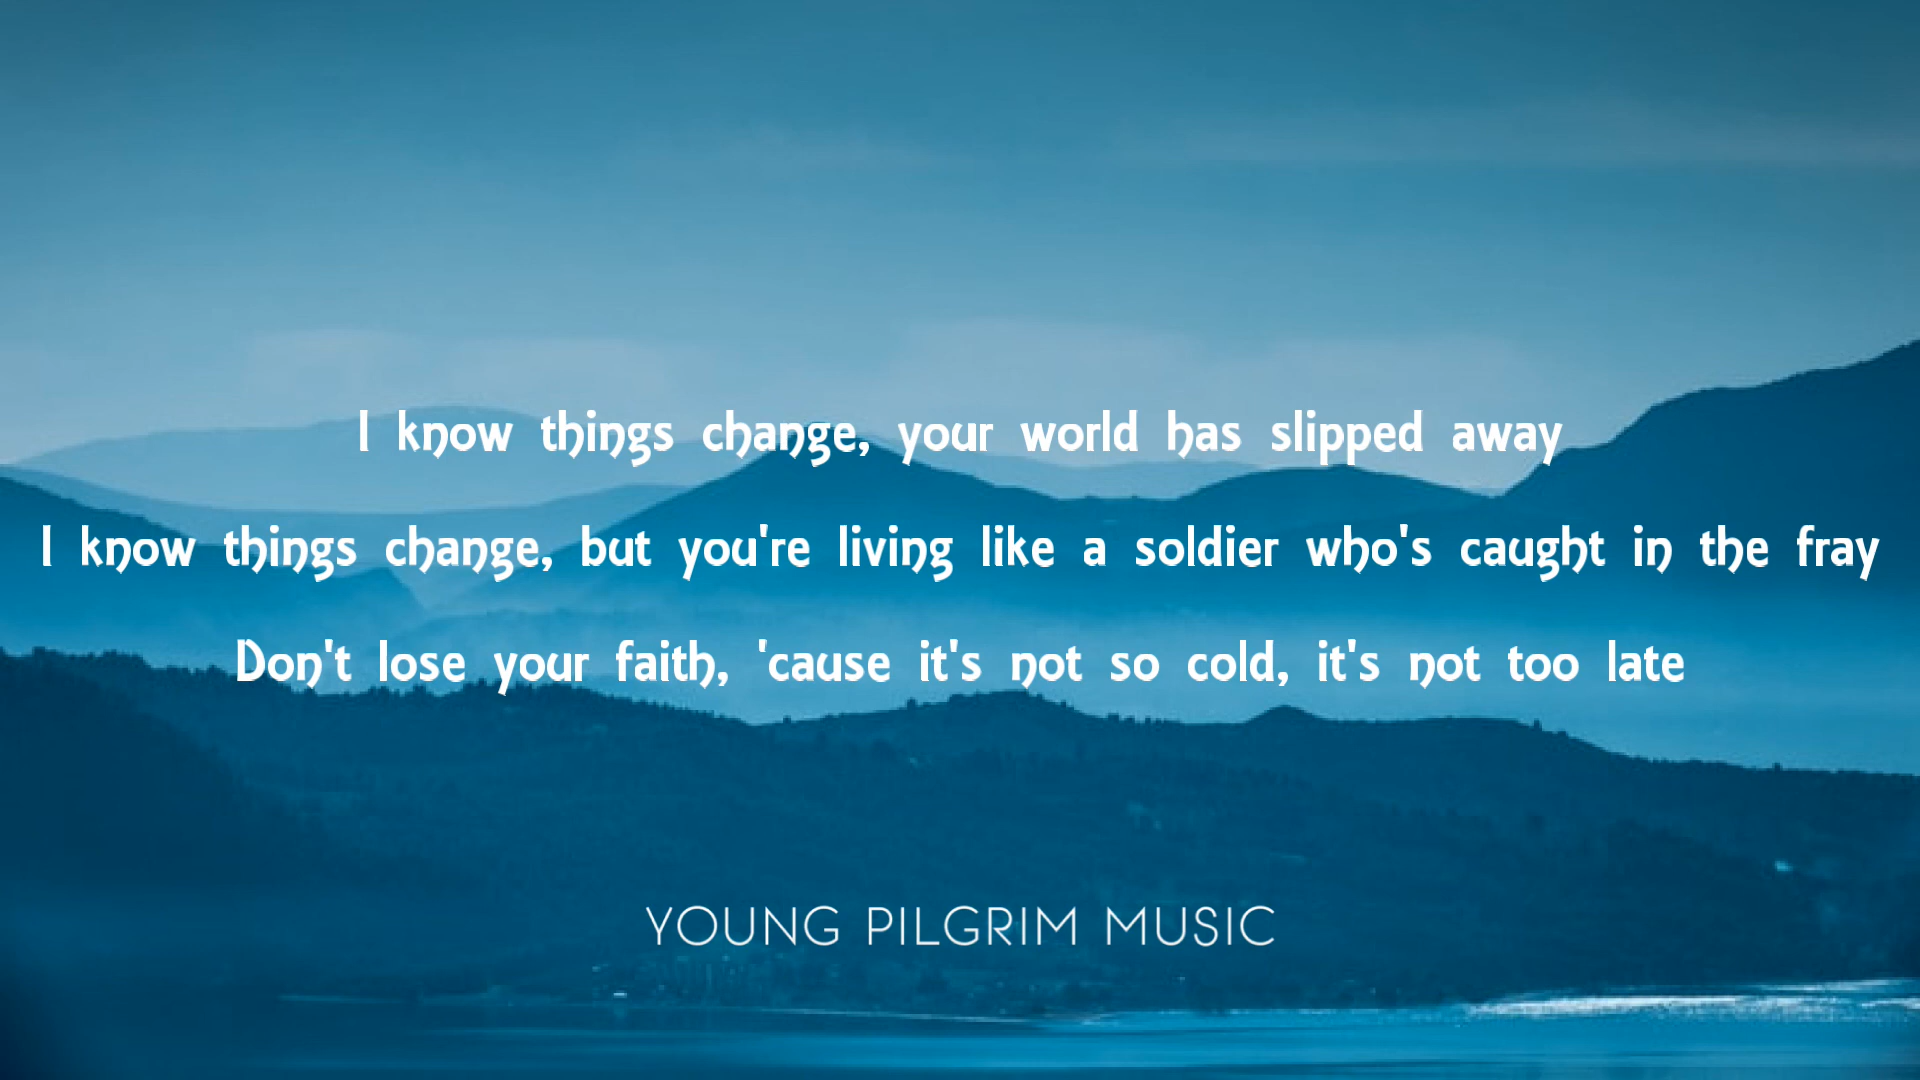 I know things change, your world has slipped away
I know things change, but you're living like a soldier who's caught in the fray
Don't lose your faith, 'cause it's not so cold, it's not too late
YOUNG PILGRIM MUSIC